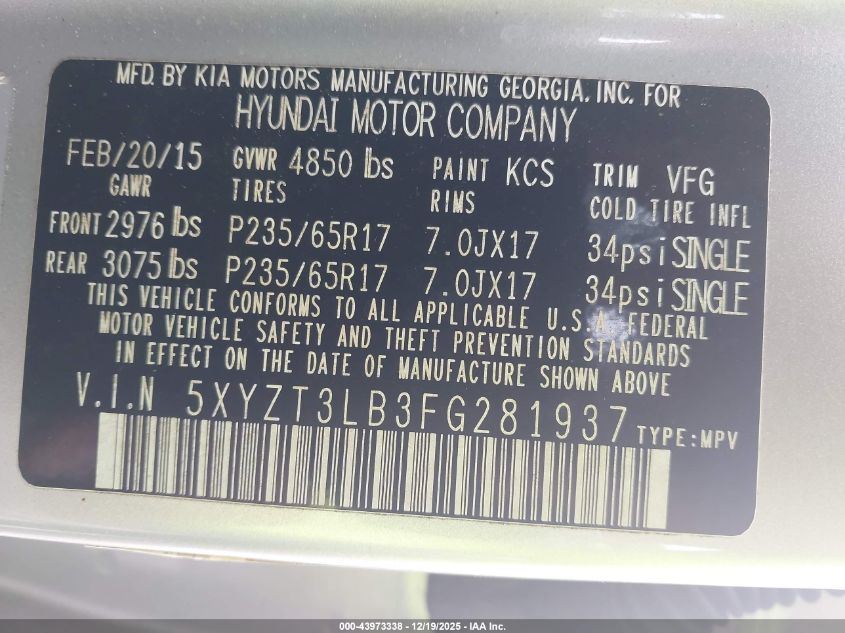 MFD. BY KIA MOTORS MANUFACTURING GEORGIA, INC. FOR
HYUNDAI MOTOR COMPANY
FEB/20/15 GVWR 4850 lbs PAINT KCS TRIM VFG
GAWR TIRES RIMS COLD TIRE INFL
FRONT 2976 lbs P235/65R17 7.0JX17 34psi SINGLE
REAR 3075 lbs P235/65R17 7.0JX17 34psi SINGLE
THIS VEHICLE CONFORMS TO ALL APPLICABLE U.S.A. FEDERAL
MOTOR VEHICLE SAFETY AND THEFT PREVENTION STANDARDS
IN EFFECT ON THE DATE OF MANUFACTURE SHOWN ABOVE
V.I.N 5XYZT3LB3FG281937 TYPE:MPV
000-43973338 - 12/19/2025 - IAA Inc.